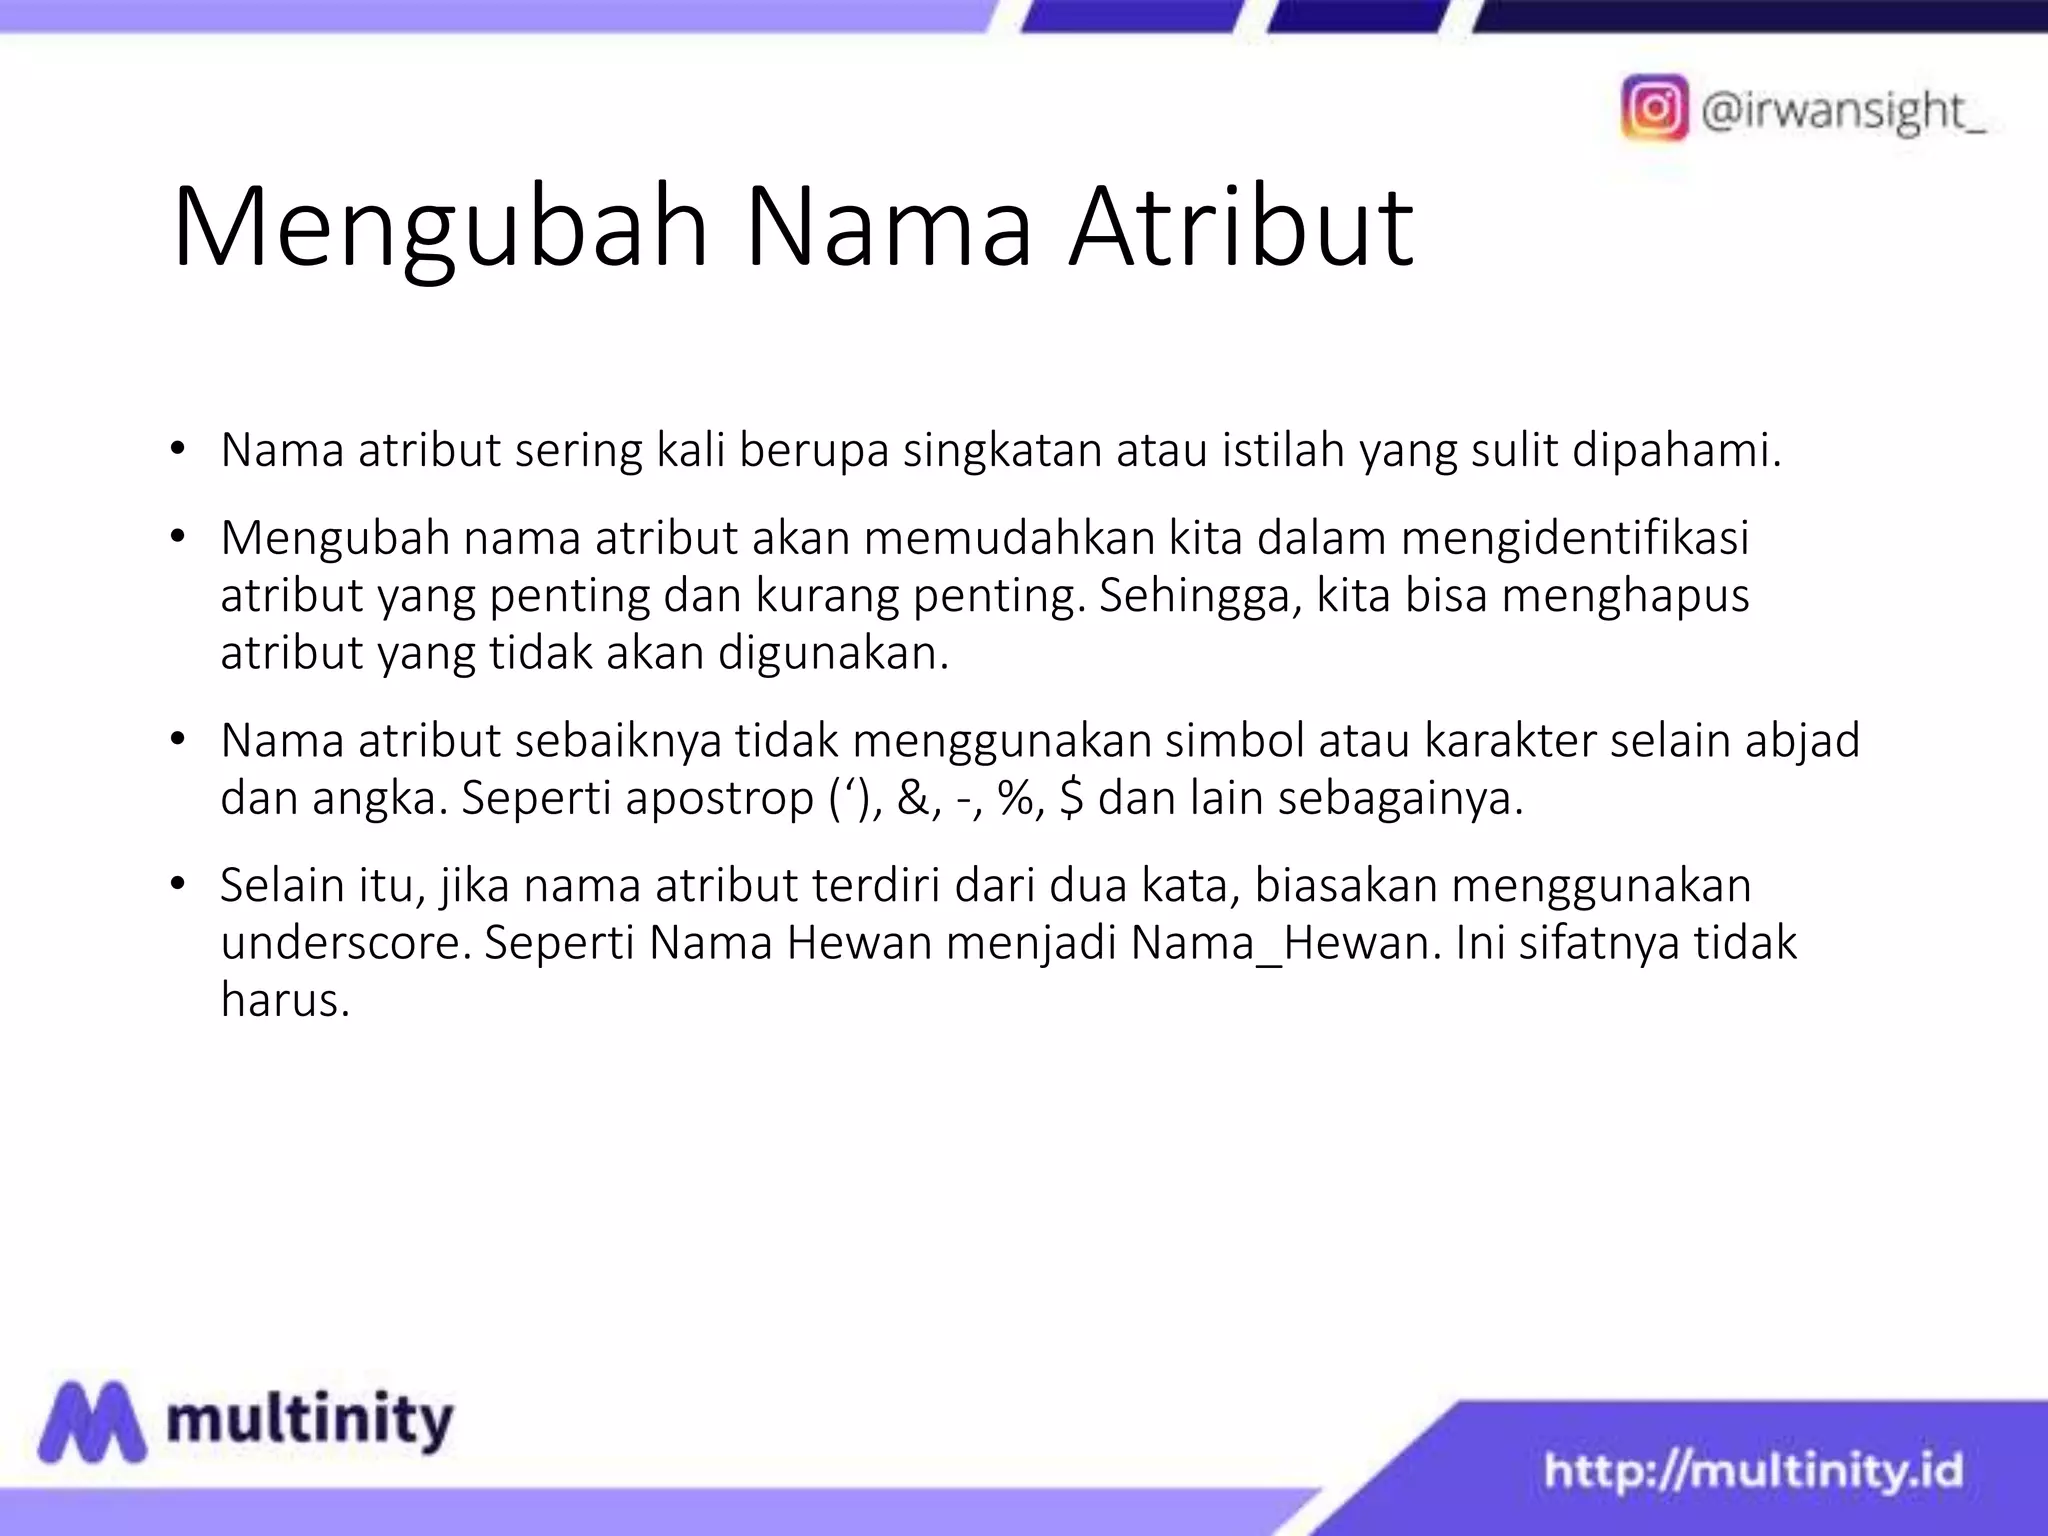 @irwansight_
Mengubah Nama Atribut
• Nama atribut sering kali berupa singkatan atau istilah yang sulit dipahami.
• Mengubah nama atribut akan memudahkan kita dalam mengidentifikasi
atribut yang penting dan kurang penting. Sehingga, kita bisa menghapus
atribut yang tidak akan digunakan.
• Nama atribut sebaiknya tidak menggunakan simbol atau karakter selain abjad
dan angka. Seperti apostrop (‘), &, -, %, $ dan lain sebagainya.
• Selain itu, jika nama atribut terdiri dari dua kata, biasakan menggunakan
underscore. Seperti Nama Hewan menjadi Nama_Hewan. Ini sifatnya tidak
harus.
multinity
http://multinity.id